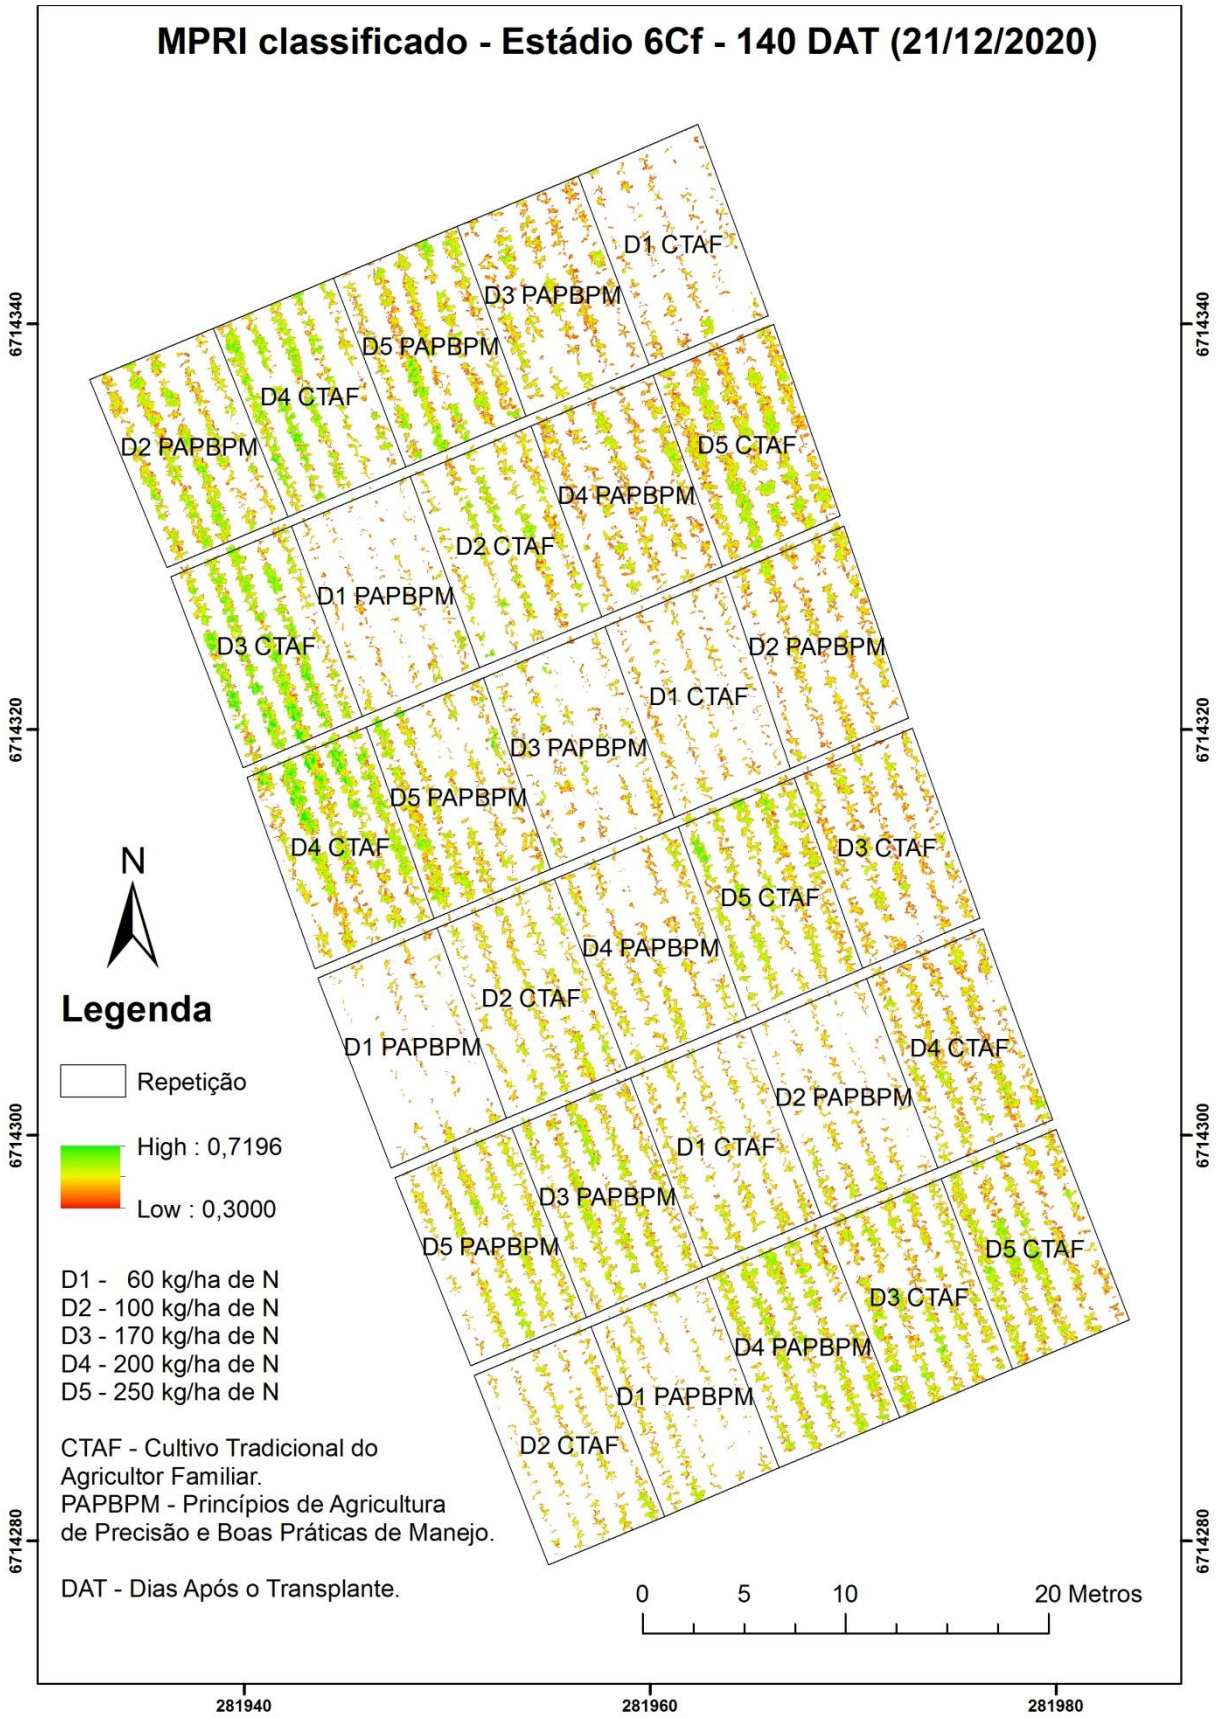 MPRI classificado - Estádio 6Cf - 140 DAT (21/12/2020)
D1 CTAF
D3 PAPBPM
D5 PAPBPM
D4 CTAF
D2 PAPBPM
D5 CTAF
D4 PAPBPM
D2 CTAF
D1 PAPBPM
D3 CTAF
D2 PAPBPM
D1 CTAF
D3 PAPBPM
D5 PAPBPM
D4 CTAF
D3 CTAF
D5 CTAF
D4 PAPBPM
D2 CTAF
D1 PAPBPM
D4 CTAF
D2 PAPBPM
D1 CTAF
D3 PAPBPM
D5 PAPBPM
D5 CTAF
D3 CTAF
D4 PAPBPM
D1 PAPBPM
D2 CTAF
6714340
6714320
6714300
6714280
6714340
6714320
6714300
6714280
N
Legenda
Repetição
High : 0,7196
Low : 0,3000
D1 - 60 kg/ha de N
D2 - 100 kg/ha de N
D3 - 170 kg/ha de N
D4 - 200 kg/ha de N
D5 - 250 kg/ha de N
CTAF - Cultivo Tradicional do
Agricultor Familiar.
PAPBPM - Princípios de Agricultura
de Precisão e Boas Práticas de Manejo.
DAT - Dias Após o Transplante.
0 5 10 20 Metros
281940 281960 281980